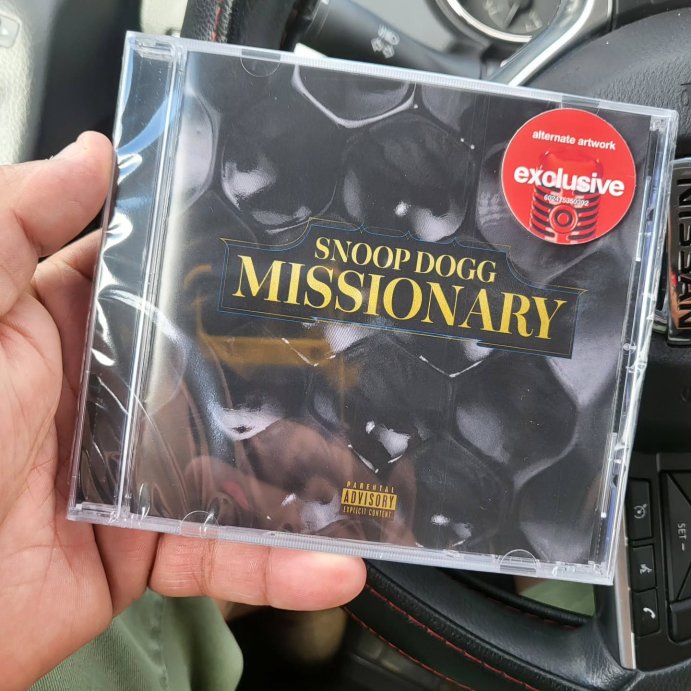 alternate artwork
exclusive
SNOOP DOGG
MISSIONARY
PARENTAL
ADVISORY
EXPLICIT CONTENT
NISSAN
SET